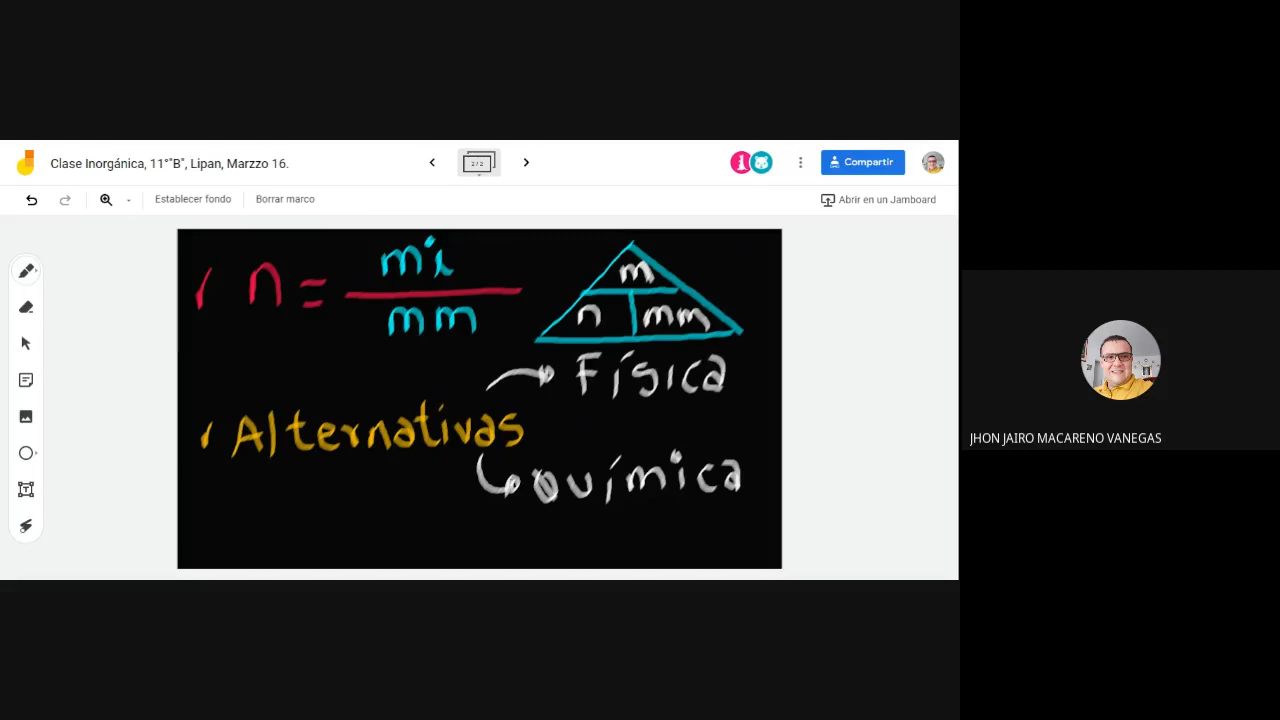 Clase Inorgánica, 11°"B", Lipan, Marzzo 16.
2 / 2
Compartir
Establecer fondo
Borrar marco
Abrir en un Jamboard
n = mi
mm
m
n mm
Física
Alternativas
Química
JHON JAIRO MACARENO VANEGAS